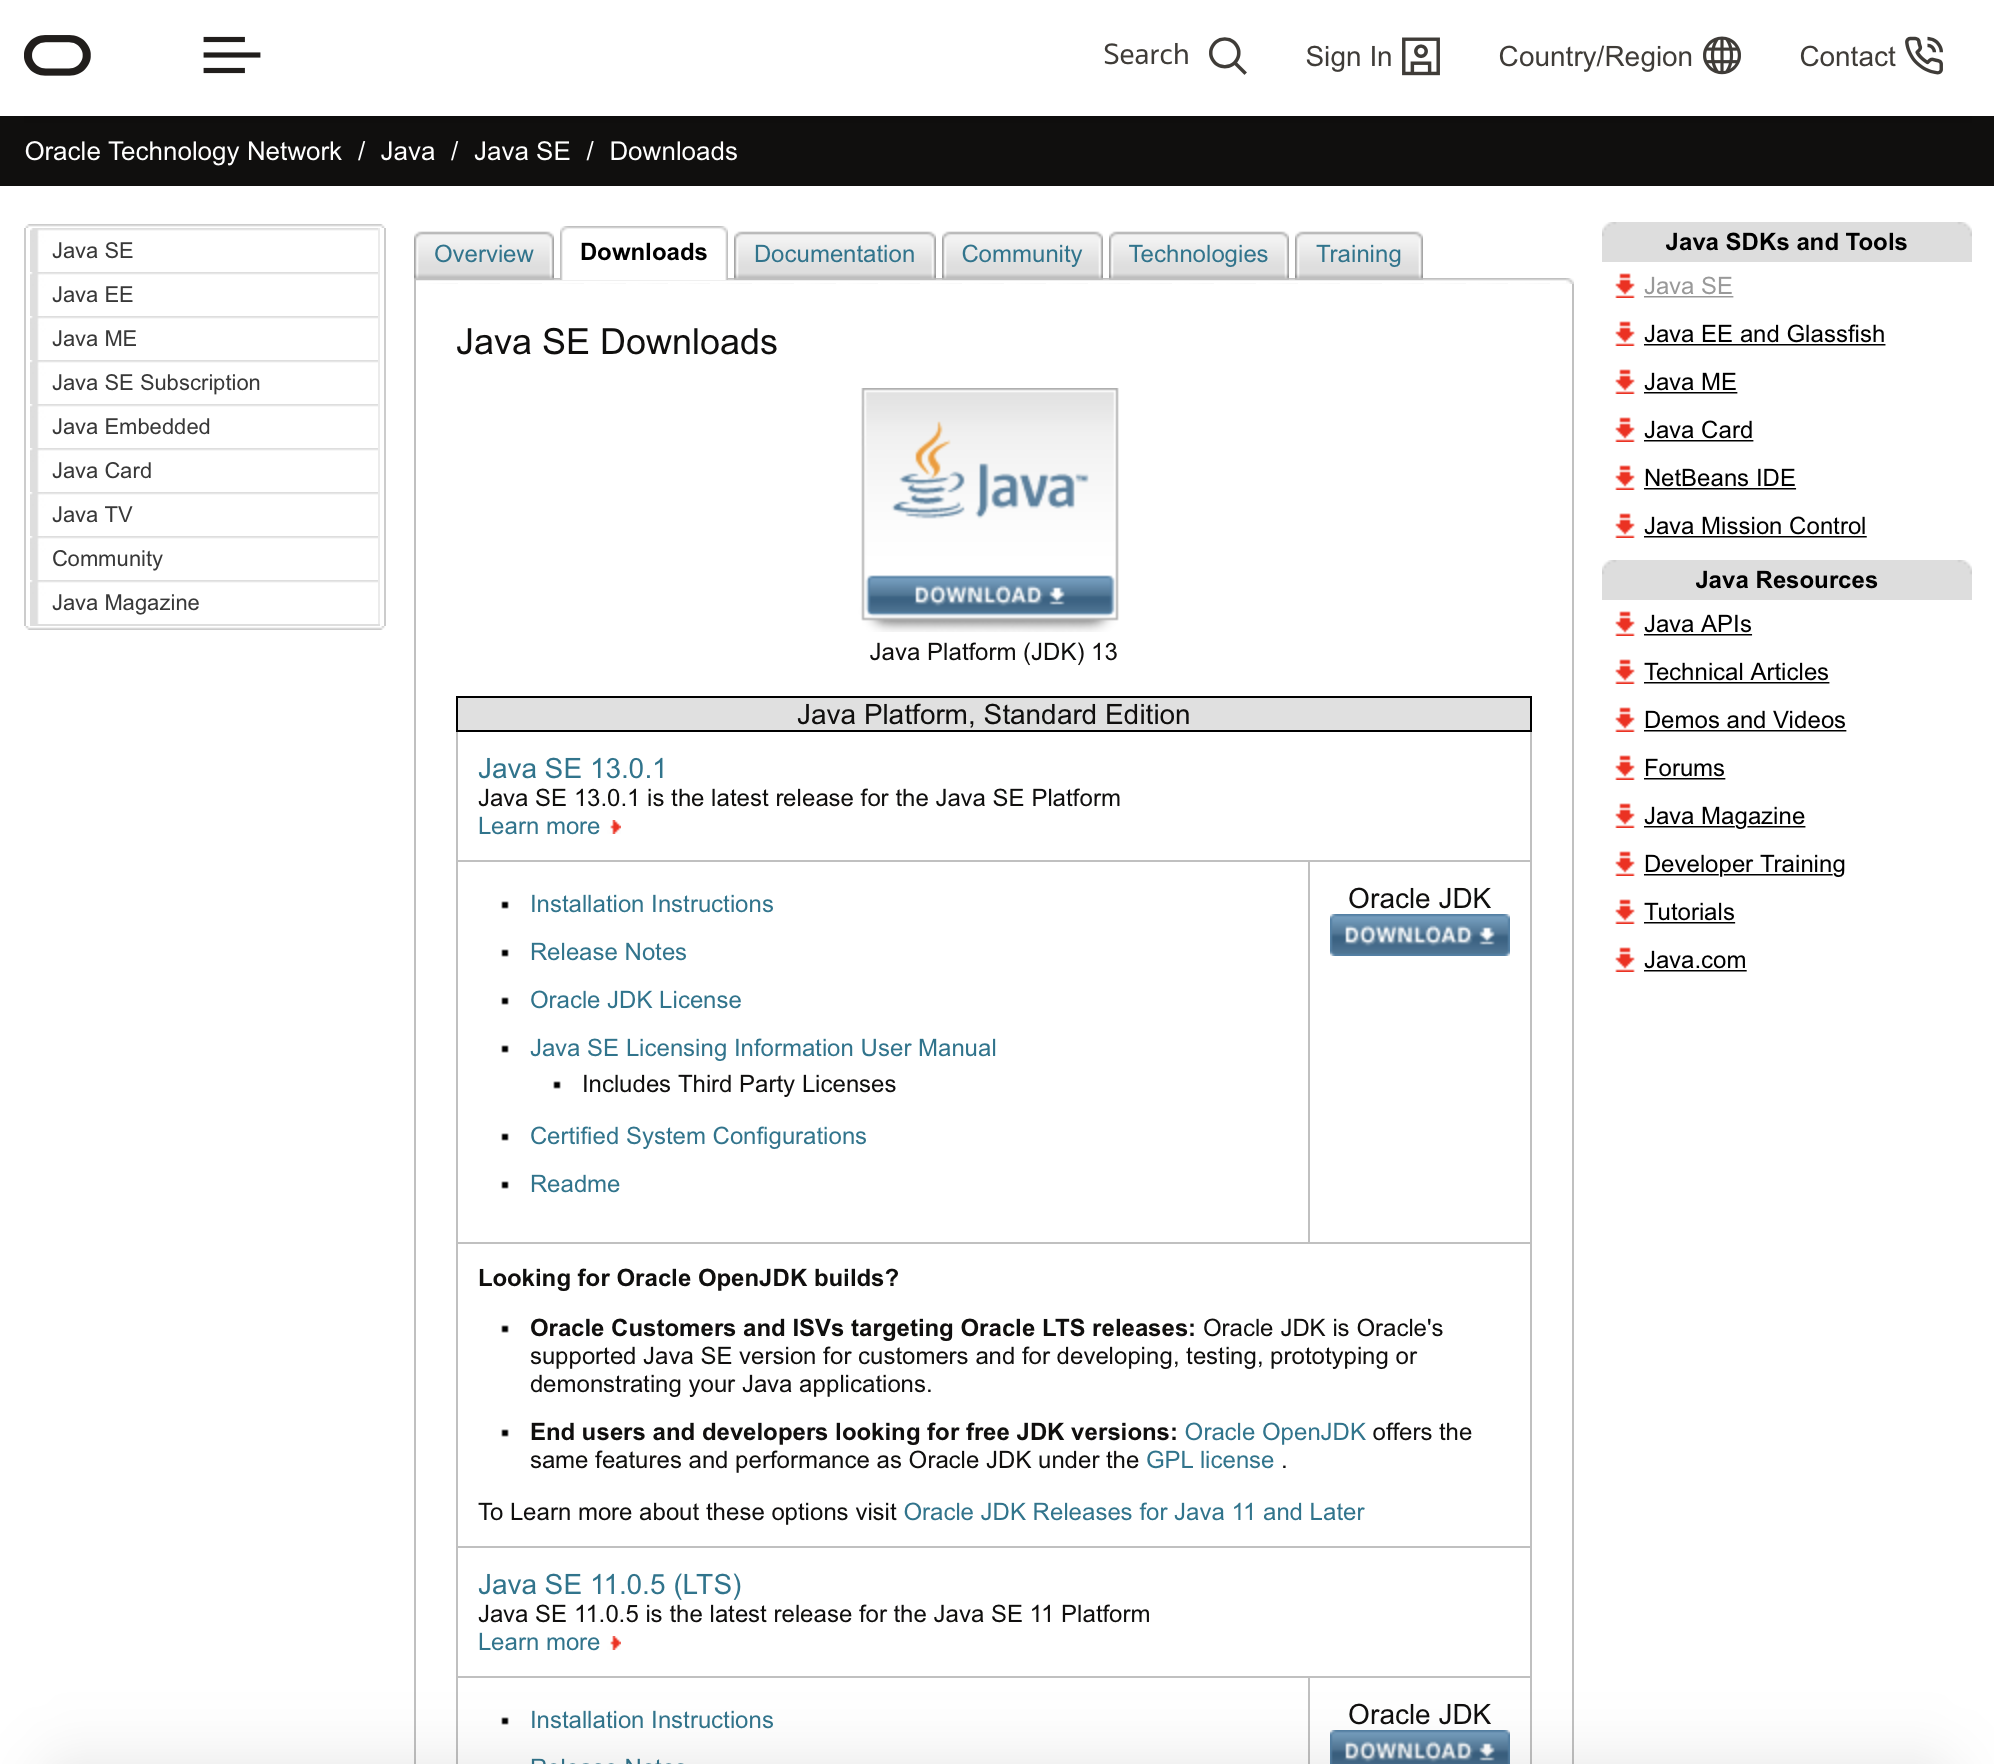 Search
Sign In
Country/Region
Contact
Oracle Technology Network / Java / Java SE / Downloads
Java SE
Java EE
Java ME
Java SE Subscription
Java Embedded
Java Card
Java TV
Community
Java Magazine
Overview
Downloads
Documentation
Community
Technologies
Training
Java SE Downloads
Java™
DOWNLOAD
Java Platform (JDK) 13
Java Platform, Standard Edition
Java SE 13.0.1
Java SE 13.0.1 is the latest release for the Java SE Platform
Learn more
Installation Instructions
Release Notes
Oracle JDK License
Java SE Licensing Information User Manual
Includes Third Party Licenses
Certified System Configurations
Readme
Oracle JDK
DOWNLOAD
Looking for Oracle OpenJDK builds?
Oracle Customers and ISVs targeting Oracle LTS releases: Oracle JDK is Oracle's
supported Java SE version for customers and for developing, testing, prototyping or
demonstrating your Java applications.
End users and developers looking for free JDK versions: Oracle OpenJDK offers the
same features and performance as Oracle JDK under the GPL license .
To Learn more about these options visit Oracle JDK Releases for Java 11 and Later
Java SE 11.0.5 (LTS)
Java SE 11.0.5 is the latest release for the Java SE 11 Platform
Learn more
Installation Instructions
Release Notes
Oracle JDK
DOWNLOAD
Java SDKs and Tools
Java SE
Java EE and Glassfish
Java ME
Java Card
NetBeans IDE
Java Mission Control
Java Resources
Java APIs
Technical Articles
Demos and Videos
Forums
Java Magazine
Developer Training
Tutorials
Java.com